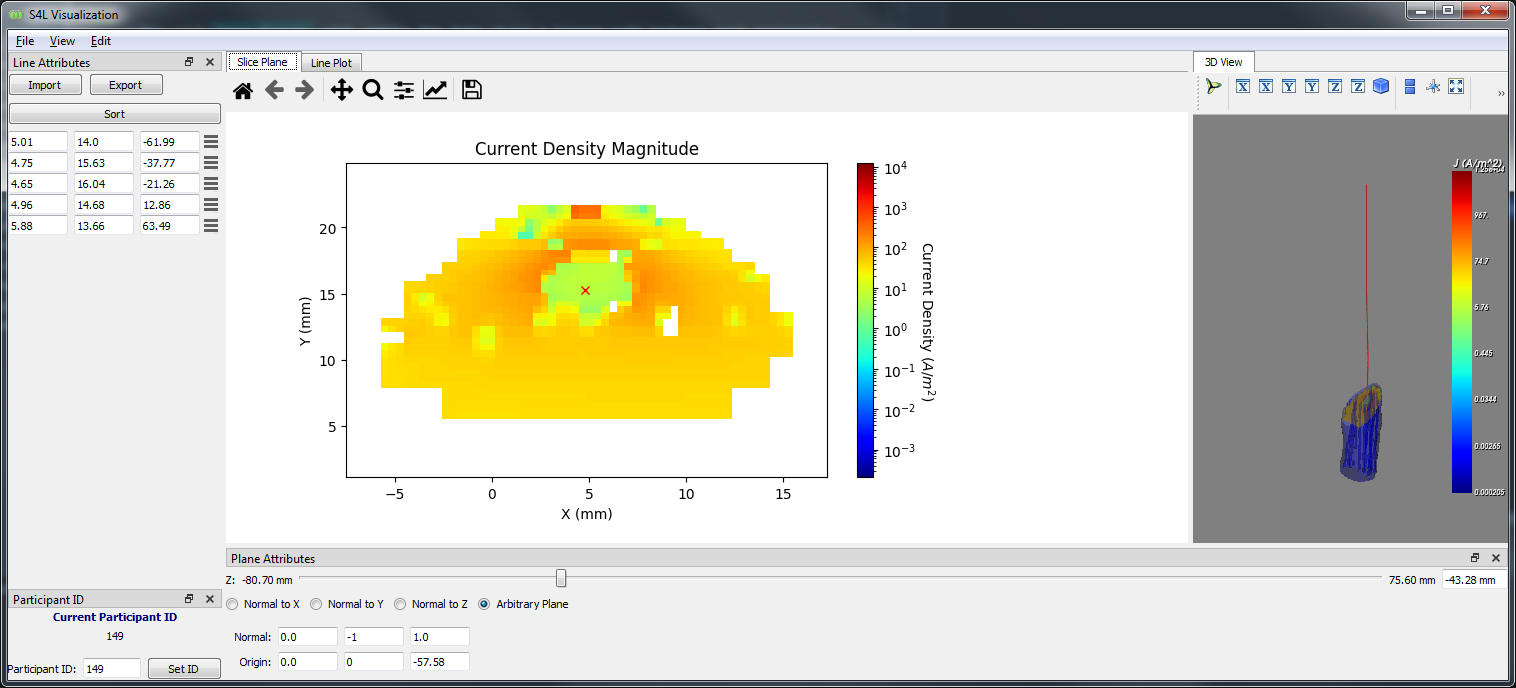 S4L Visualization
File View Edit
Line Attributes
Import Export
Sort
5.01 14.0 -61.99
4.75 15.63 -37.77
4.65 16.04 -21.26
4.96 14.68 12.86
5.88 13.66 63.49
Participant ID
Current Participant ID
149
Participant ID: 149 Set ID
Slice Plane Line Plot
Current Density Magnitude
20
15
10
5
Y (mm)
−5 0 5 10 15
X (mm)
10^4
10^3
10^2
10^1
10^0
10^−1
10^−2
10^−3
Current Density (A/m^2)
3D View
X X Y Y Z Z
»
J (A/m^2)
967.
74.7
5.76
0.445
0.0344
0.00265
0.000205
Plane Attributes
Z: -80.70 mm 75.60 mm -43.28 mm
Normal to X Normal to Y Normal to Z Arbitrary Plane
Normal: 0.0 -1 1.0
Origin: 0.0 0 -57.58